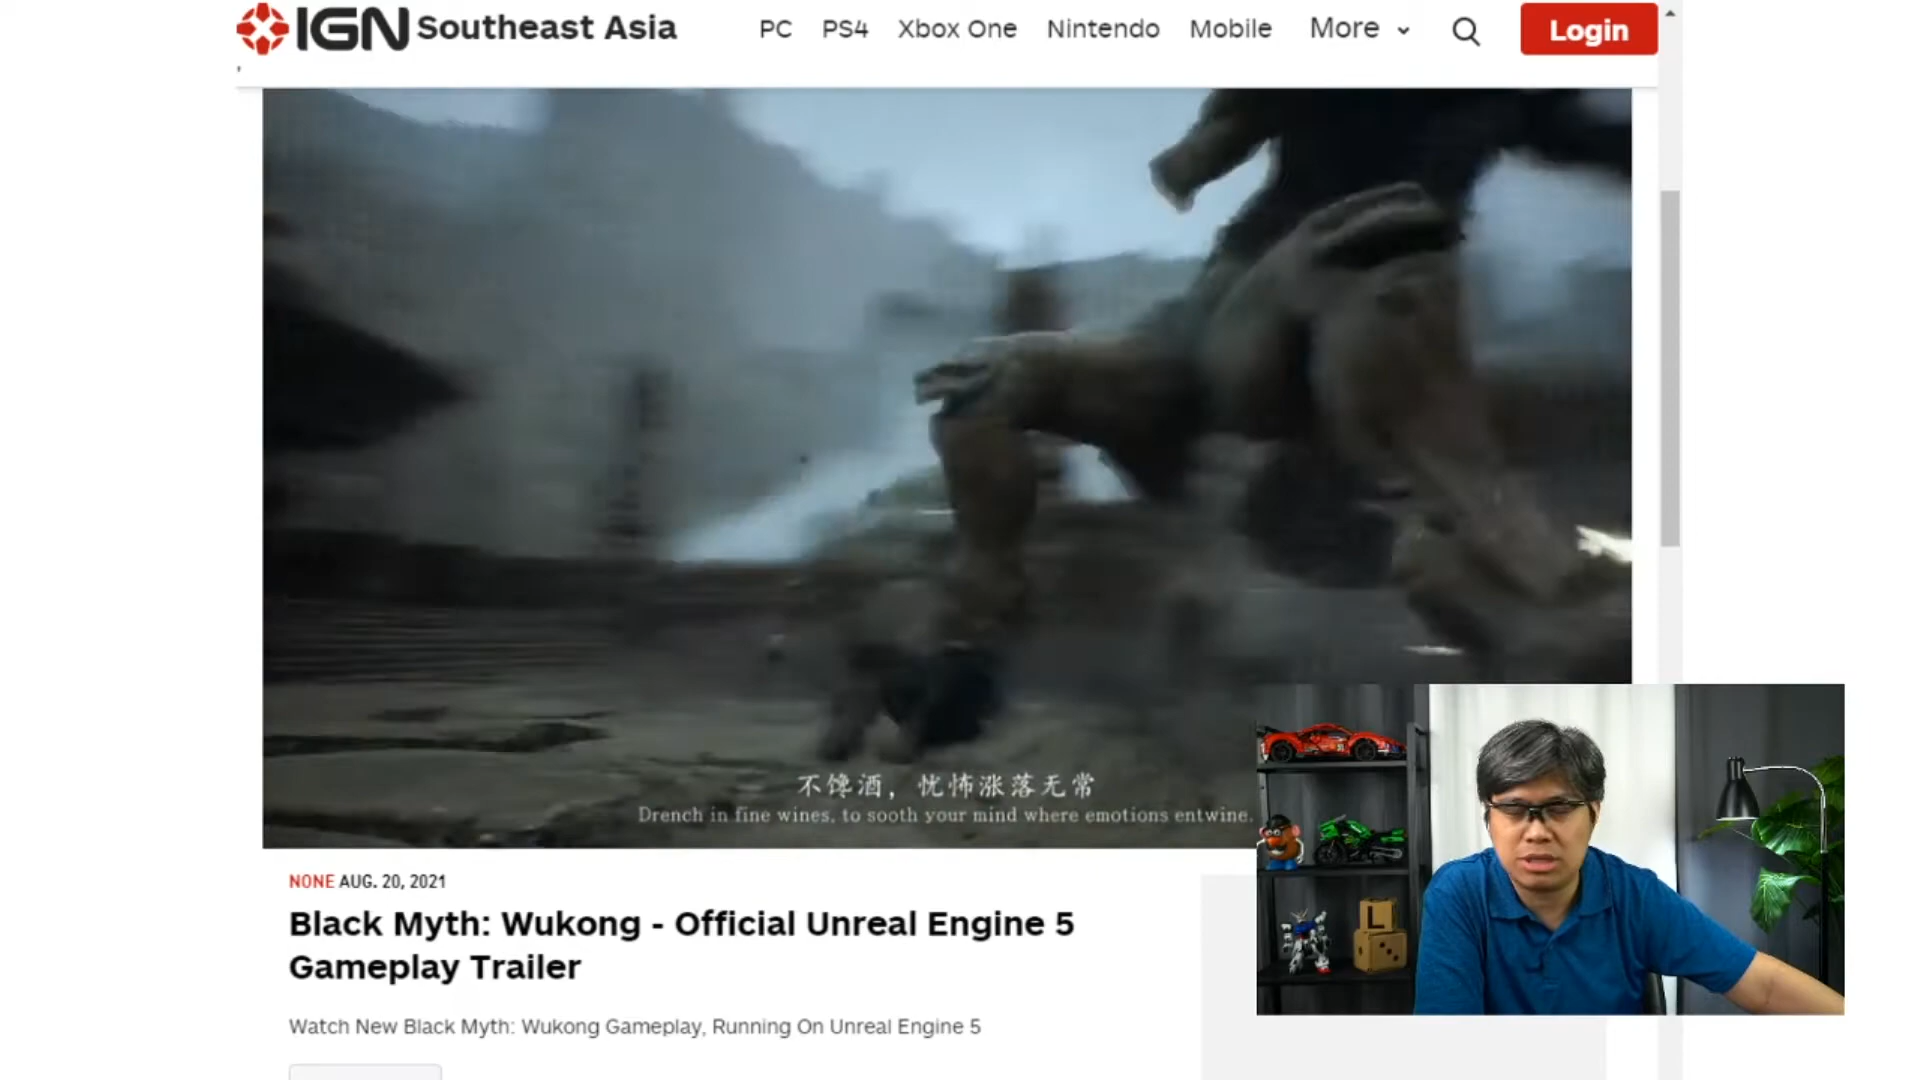 IGN Southeast Asia
PC PS4 Xbox One Nintendo Mobile More Login
不馋酒，忧怖涨落无常
Drench in fine wines, to sooth your mind where emotions entwine.
NONE AUG. 20, 2021
Black Myth: Wukong - Official Unreal Engine 5
Gameplay Trailer
Watch New Black Myth: Wukong Gameplay, Running On Unreal Engine 5
L